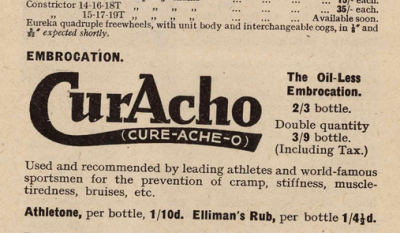 Constrictor 14-16-18T „ „ „ „ ... ... ... 15/- each.
„ 15-17-19T „ „ „ „ ... ... ... 35/- each.
Eureka quadruple freewheels, with unit body and interchangeable cogs, in ⅛" and
expected shortly. Available soon.
EMBROCATION.
CurAcho
(CURE-ACHE-O)
The Oil-Less
Embrocation.
2/3 bottle.
Double quantity
3/9 bottle.
(Including Tax.)
Used and recommended by leading athletes and world-famous
sportsmen for the prevention of cramp, stiffness, muscle-
tiredness, bruises, etc.
Athletone, per bottle, 1/10d. Elliman's Rub, per bottle 1/4½d.